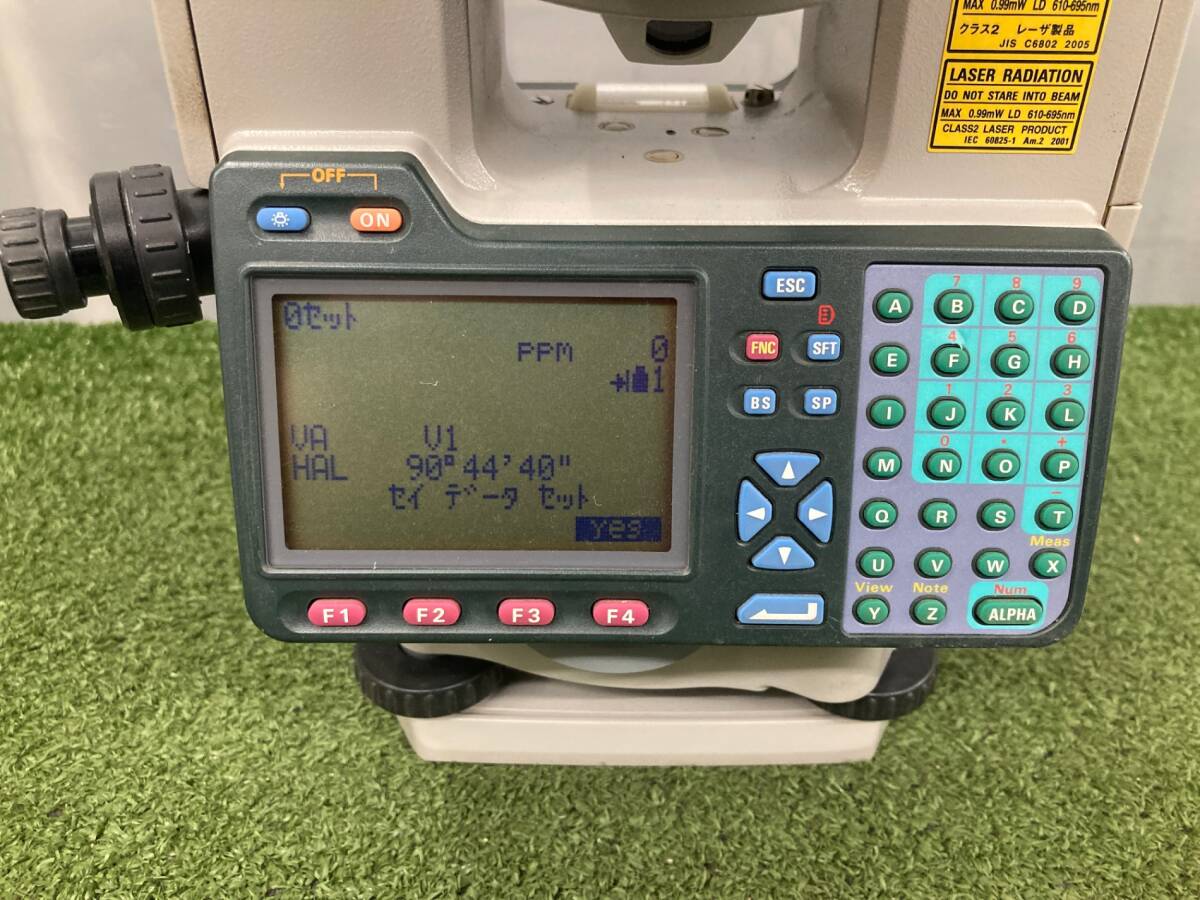 MAX 0.99mW LD 610-695nm
クラス2 レーザ製品
JIS C6802 2005
LASER RADIATION
DO NOT STARE INTO BEAM
MAX 0.99mW LD 610-695nm
CLASS2 LASER PRODUCT
IEC 60825-1 Am.2 2001
OFF
ON
0セット
ppm 0
1
VA V1
HAL 90°44'40"
セイ データ セット
yes
F1 F2 F3 F4
ESC
FNC SFT
BS SP
7 8 9
A B C D
4 5 6
E F G H
1 2 3
I J K L
0 . +
M N O P
−
Q R S T
Meas
U V W X
View Note Num
Y Z ALPHA